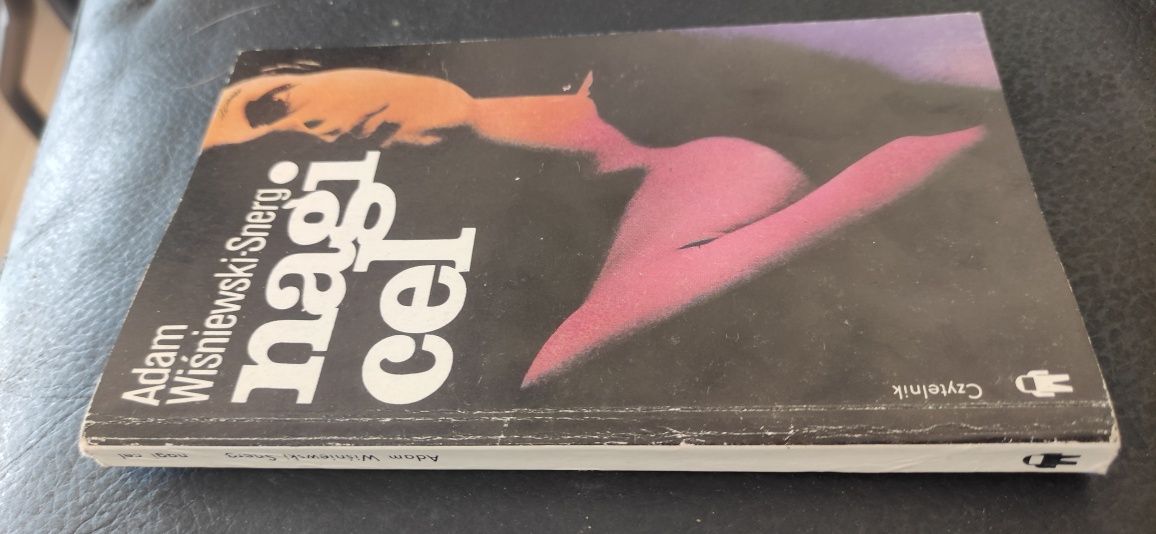 Adam
Wiśniewski-Snerg
nagi
cel
Czytelnik
Adam Wiśniewski-Snerg nagi cel